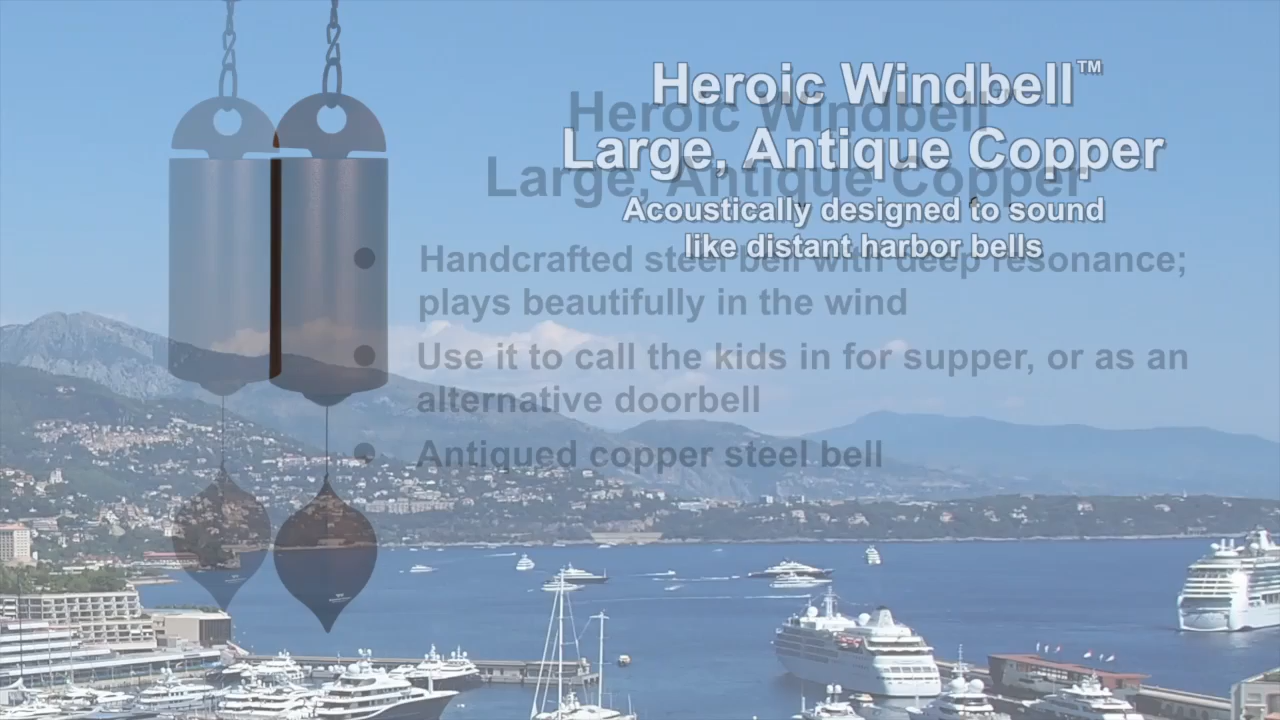 Heroic Windbell™
Large, Antique Copper
Acoustically designed to sound
like distant harbor bells
Heroic Windbell
Large, Antique Copper
• Handcrafted steel bell with deep resonance;
plays beautifully in the wind
• Use it to call the kids in for supper, or as an
alternative doorbell
• Antiqued copper steel bell